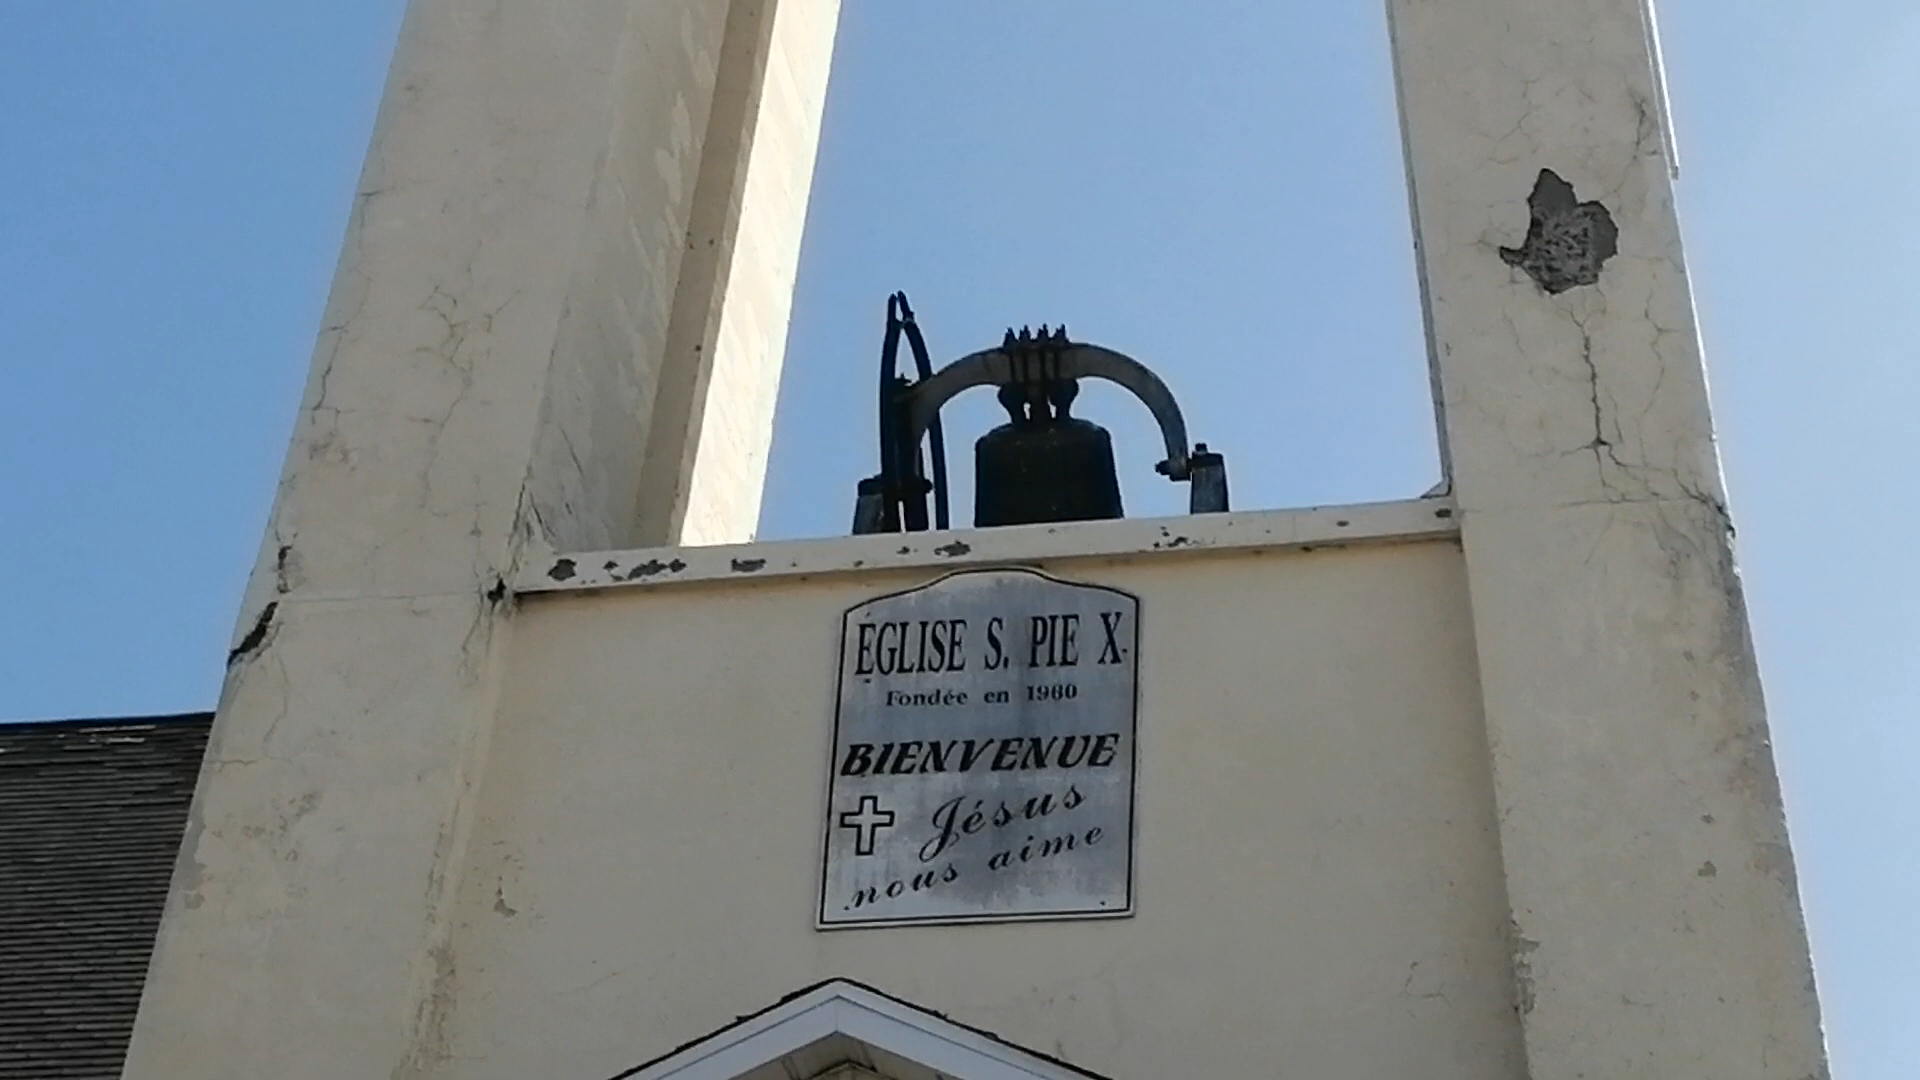 ÉGLISE S. PIE X
Fondée en 1960
BIENVENUE
Jésus
nous aime